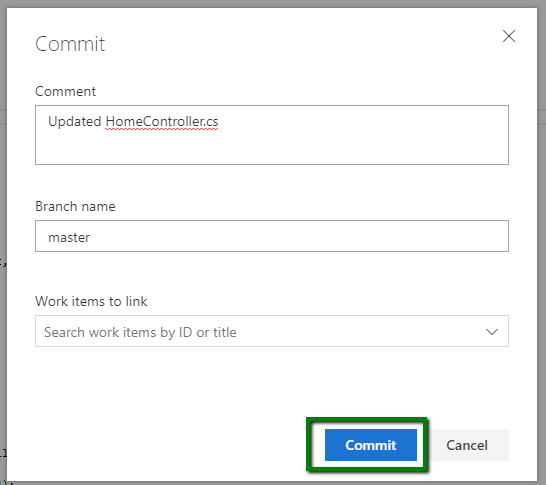 Commit
Comment
Updated HomeController.cs
Branch name
master
Work items to link
Search work items by ID or title
Commit
Cancel